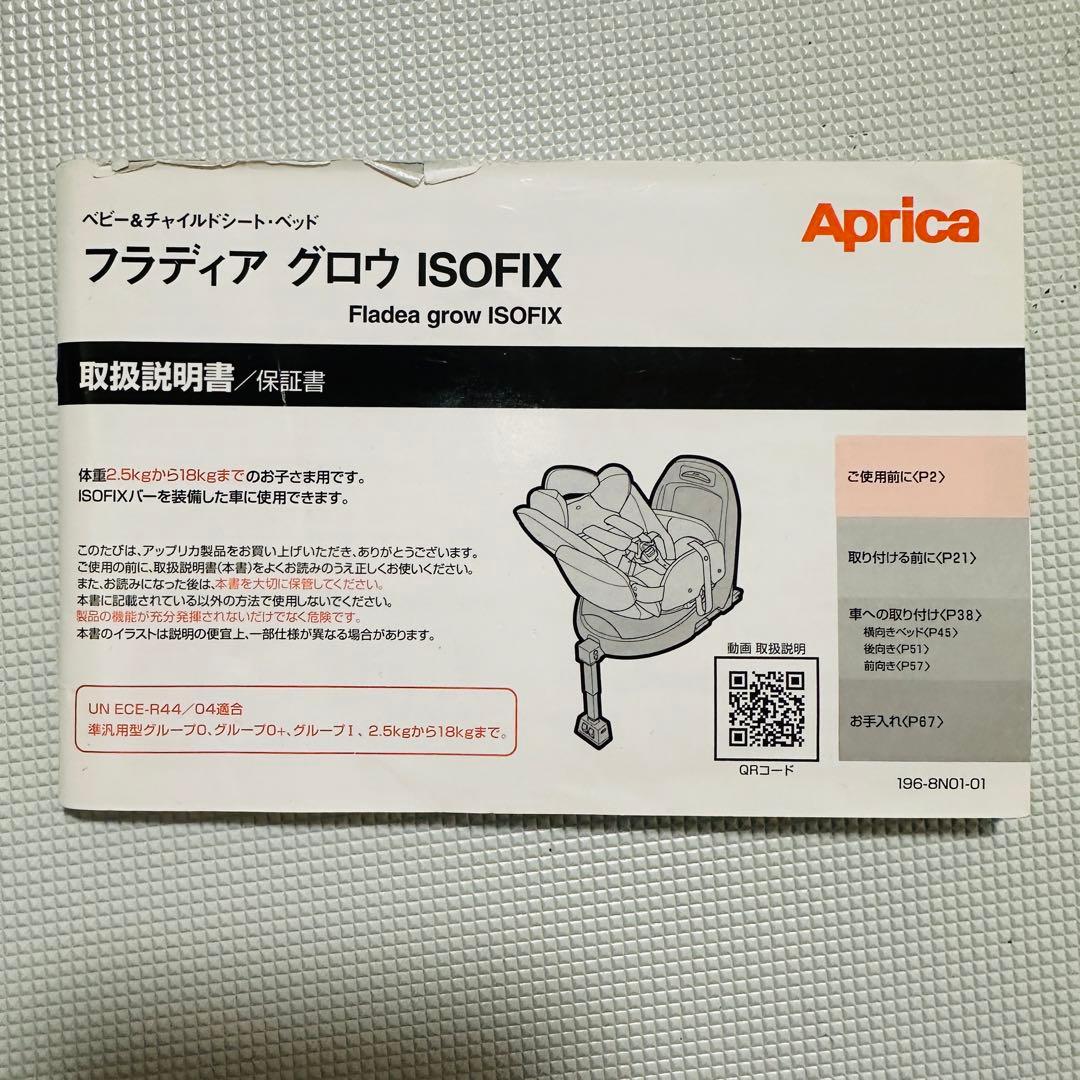 Aprica
ベビー&チャイルドシート・ベッド
フラディア グロウ ISOFIX
Fladea grow ISOFIX
取扱説明書/保証書
体重2.5kgから18kgまでのお子さま用です。
ISOFIXバーを装備した車に使用できます。
このたびは、アップリカ製品をお買い上げいただき、ありがとうございます。
ご使用の前に、取扱説明書(本書)をよくお読みのうえ正しくお使いください。
また、お読みになった後は、本書を大切に保管してください。
本書に記載されている以外の方法で使用しないでください。
製品の機能が充分発揮されないだけでなく危険です。
本書のイラストは説明の便宜上、一部仕様が異なる場合があります。
UN ECE-R44/04適合
準汎用型グループ0、グループ0+、グループI、2.5kgから18kgまで。
動画 取扱説明
QRコード
ご使用前に〈P2〉
取り付ける前に〈P21〉
車への取り付け〈P38〉
横向きベッド〈P45〉
後向き〈P51〉
前向き〈P57〉
お手入れ〈P67〉
196-8N01-01